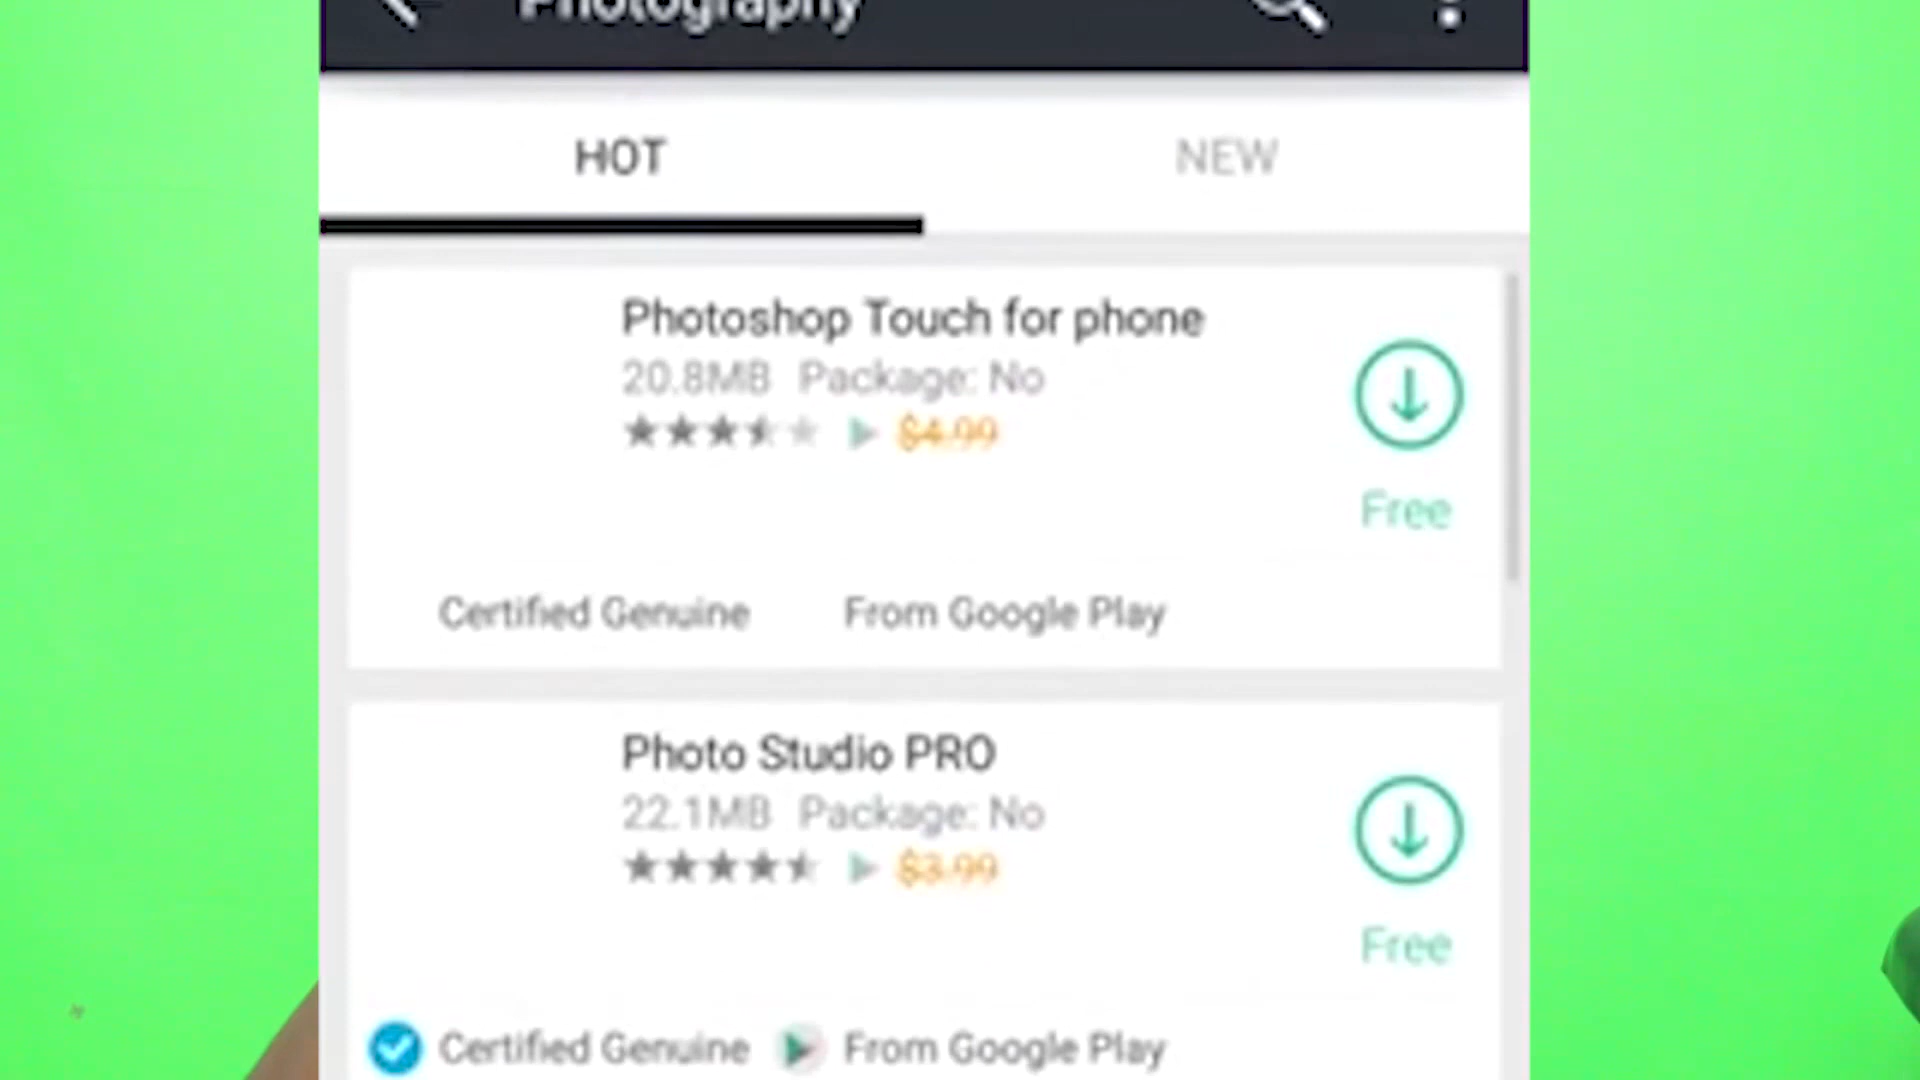 Photography
HOT
NEW
Photoshop Touch for phone
20.8MB Package: No
$4.99
Free
Certified Genuine From Google Play
Photo Studio PRO
22.1MB Package: No
$3.99
Free
Certified Genuine From Google Play